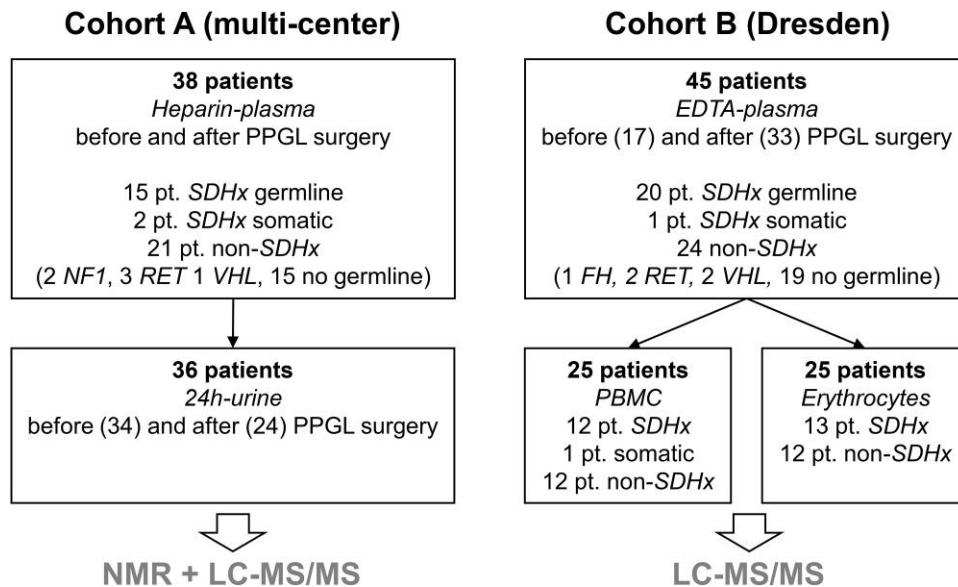 Cohort A (multi-center)
38 patients
Heparin-plasma
before and after PPGL surgery
15 pt. SDHx germline
2 pt. SDHx somatic
21 pt. non-SDHx
(2 NF1, 3 RET 1 VHL, 15 no germline)
36 patients
24h-urine
before (34) and after (24) PPGL surgery
NMR + LC-MS/MS
Cohort B (Dresden)
45 patients
EDTA-plasma
before (17) and after (33) PPGL surgery
20 pt. SDHx germline
1 pt. SDHx somatic
24 non-SDHx
(1 FH, 2 RET, 2 VHL, 19 no germline)
25 patients
PBMC
12 pt. SDHx
1 pt. somatic
12 pt. non-SDHx
25 patients
Erythrocytes
13 pt. SDHx
12 pt. non-SDHx
LC-MS/MS